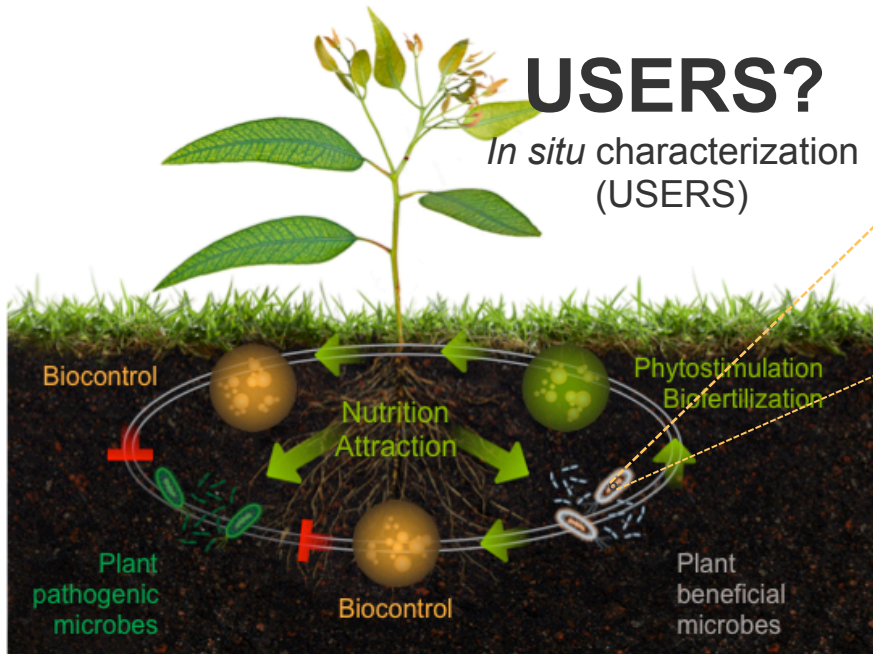 USERS?
In situ characterization
(USERS)
Biocontrol
Phytostimulation
Biofertilization
Nutrition
Attraction
Plant
pathogenic
microbes
Biocontrol
Plant
beneficial
microbes